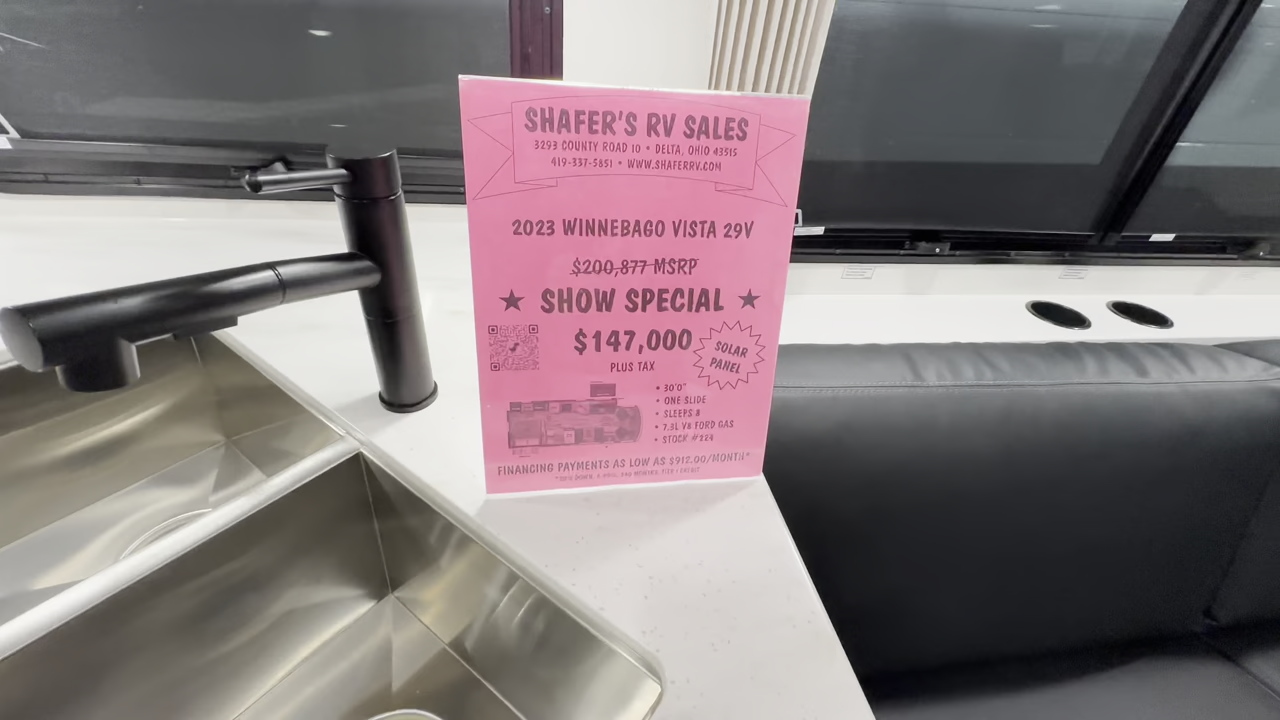 SHAFER'S RV SALES
3293 COUNTY ROAD 10 • DELTA, OHIO 43515
419-337-5851 • WWW.SHAFERRV.COM
2023 WINNEBAGO VISTA 29V
$200,877 MSRP
★ SHOW SPECIAL ★
$147,000
PLUS TAX
SOLAR
PANEL
• 30'0"
• ONE SLIDE
• SLEEPS 8
• 7.3L V8 FORD GAS
• STOCK #224
FINANCING PAYMENTS AS LOW AS $912.00/MONTH*